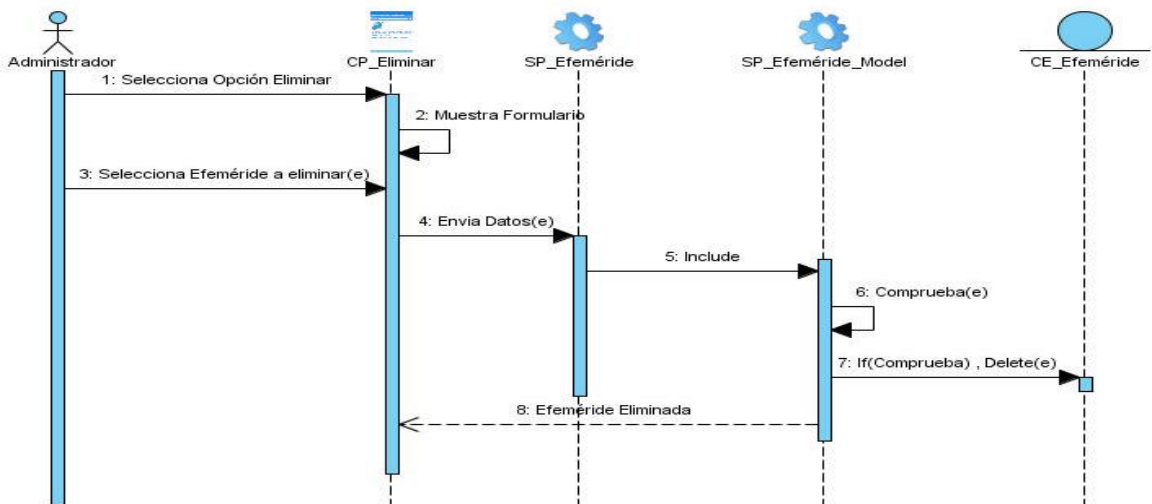 Administrador
CP_Eliminar
SP_Efeméride
SP_Efeméride_Model
CE_Efeméride
1: Selecciona Opción Eliminar
2: Muestra Formulario
3: Selecciona Efeméride a eliminar(e)
4: Envia Datos(e)
5: Include
6: Comprueba(e)
7: If(Comprueba) , Delete(e)
8: Efeméride Eliminada